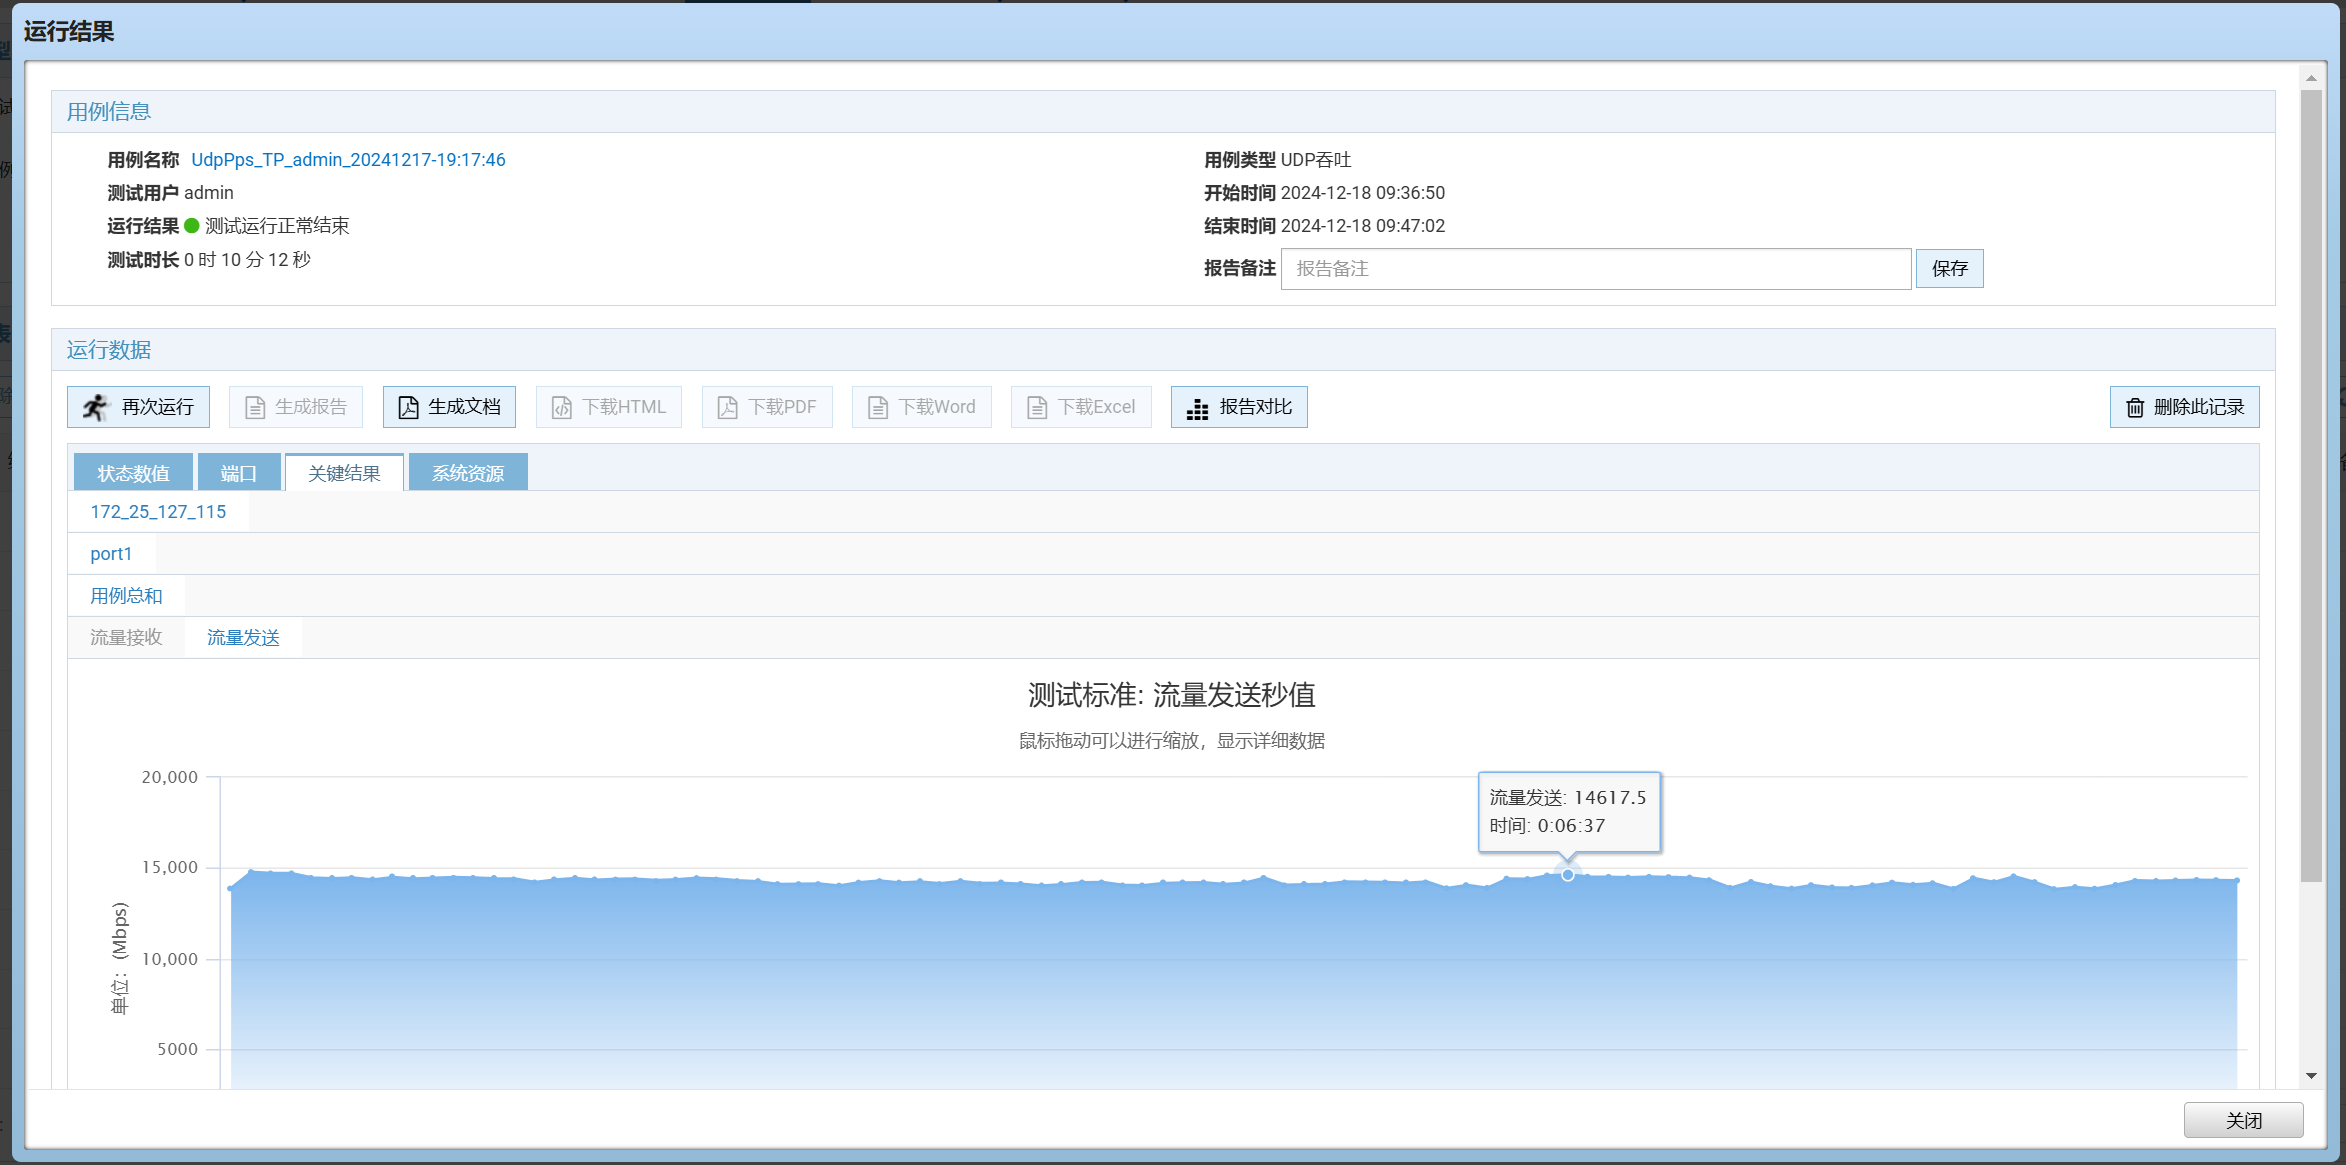 运行结果
用例信息
用例名称 UdpPps_TP_admin_20241217-19:17:46
用例类型 UDP吞吐
测试用户 admin
开始时间 2024-12-18 09:36:50
运行结果 测试运行正常结束
结束时间 2024-12-18 09:47:02
测试时长 0 时 10 分 12 秒
报告备注 报告备注 保存
运行数据
再次运行 生成报告 生成文档 下载HTML 下载PDF 下载Word 下载Excel 报告对比 删除此记录
状态数值 端口 关键结果 系统资源
172_25_127_115
port1
用例总和
流量接收 流量发送
测试标准: 流量发送秒值
鼠标拖动可以进行缩放，显示详细数据
20,000
流量发送: 14617.5
时间: 0:06:37
15,000
单位：(Mbps)
10,000
5000
关闭